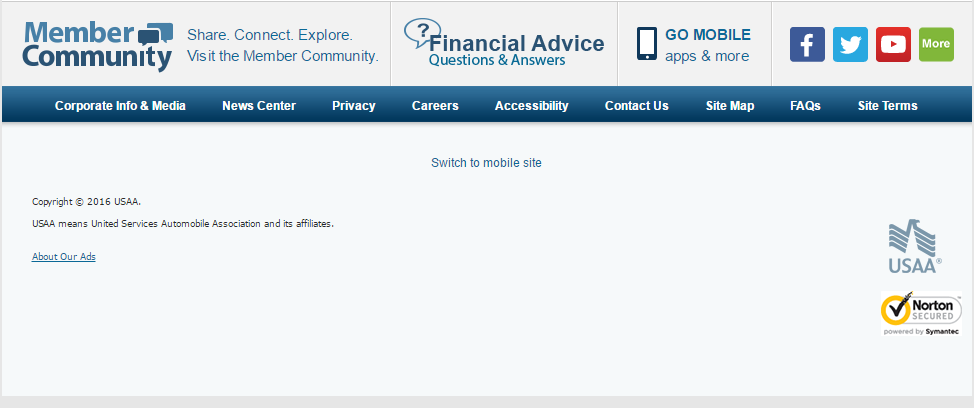 Member
Community
Share. Connect. Explore.
Visit the Member Community.
?
Financial Advice
Questions & Answers
GO MOBILE
apps & more
f
More
Corporate Info & Media News Center Privacy Careers Accessibility Contact Us Site Map FAQs Site Terms
Switch to mobile site
Copyright © 2016 USAA.
USAA means United Services Automobile Association and its affiliates.
About Our Ads
USAA®
Norton™
SECURED
powered by Symantec